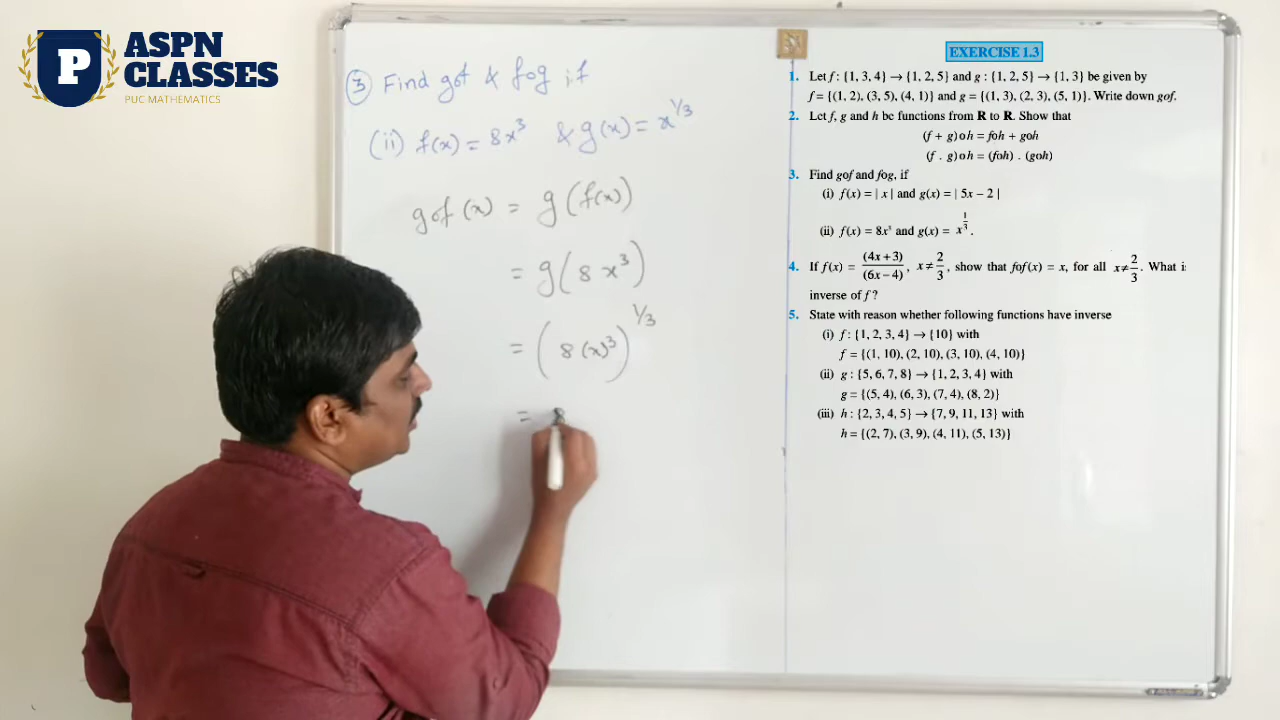 P
ASPN
CLASSES
PUC MATHEMATICS
③ Find gof & fog if
(ii) f(x) = 8x³ & g(x) = x^1/3
gof (x) = g(f(x))
= g(8x³)
= (8(x)³)^1/3
= 8
EXERCISE 1.3
1. Let f : {1, 3, 4} → {1, 2, 5} and g : {1, 2, 5} → {1, 3} be given by
f = {(1, 2), (3, 5), (4, 1)} and g = {(1, 3), (2, 3), (5, 1)}. Write down gof.
2. Let f, g and h be functions from R to R. Show that
(f + g) o h = foh + goh
(f . g) o h = (foh) . (goh)
3. Find gof and fog, if
(i) f(x) = | x | and g(x) = | 5x – 2 |
(ii) f(x) = 8x³ and g(x) = x^1/3.
4. If f(x) = (4x + 3)/(6x – 4), x ≠ 2/3, show that fof(x) = x, for all x ≠ 2/3. What i
inverse of f ?
5. State with reason whether following functions have inverse
(i) f : {1, 2, 3, 4} → {10} with
f = {(1, 10), (2, 10), (3, 10), (4, 10)}
(ii) g : {5, 6, 7, 8} → {1, 2, 3, 4} with
g = {(5, 4), (6, 3), (7, 4), (8, 2)}
(iii) h : {2, 3, 4, 5} → {7, 9, 11, 13} with
h = {(2, 7), (3, 9), (4, 11), (5, 13)}